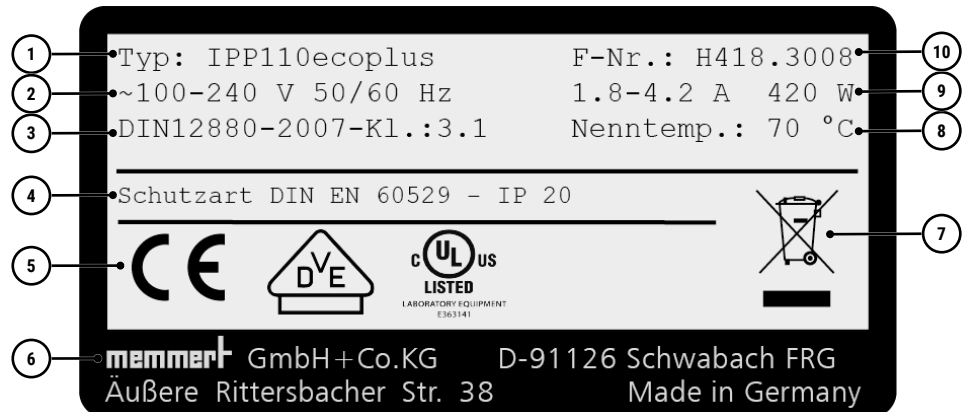 1 Typ: IPP110ecoplus F-Nr.: H418.3008 10
2 ~100-240 V 50/60 Hz 1.8-4.2 A 420 W 9
3 DIN12880-2007-Kl.:3.1 Nenntemp.: 70 °C 8
4 Schutzart DIN EN 60529 - IP 20
5 CE DVE C UL US 7
LISTED
LABORATORY EQUIPMENT
E363141
6 memmert GmbH+Co.KG D-91126 Schwabach FRG
Äußere Rittersbacher Str. 38 Made in Germany